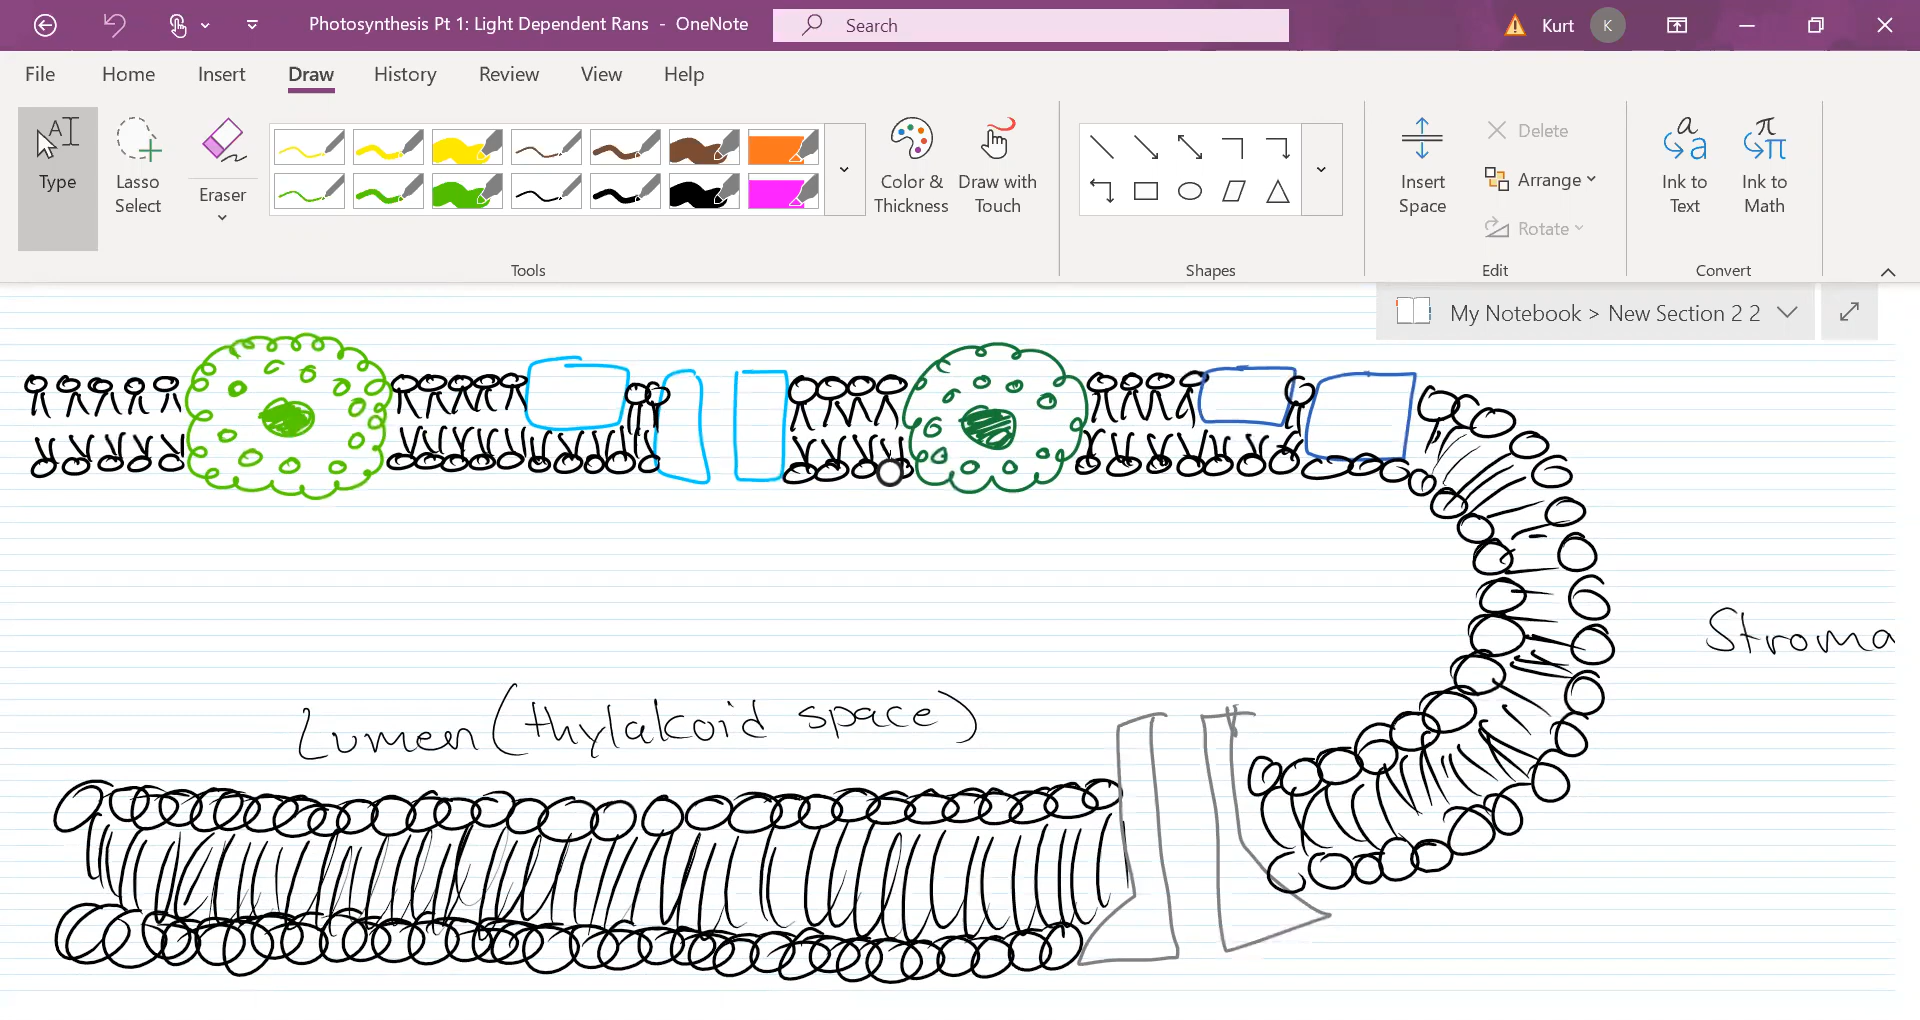 Photosynthesis Pt 1: Light Dependent Rans - OneNote
Search
Kurt
K
File Home Insert Draw History Review View Help
Type
Lasso Select
Eraser
Color & Thickness
Draw with Touch
Insert Space
Delete
Arrange
Rotate
Ink to Text
Ink to Math
Tools
Shapes
Edit
Convert
My Notebook > New Section 2 2
Stroma
Lumen (thylakoid space)